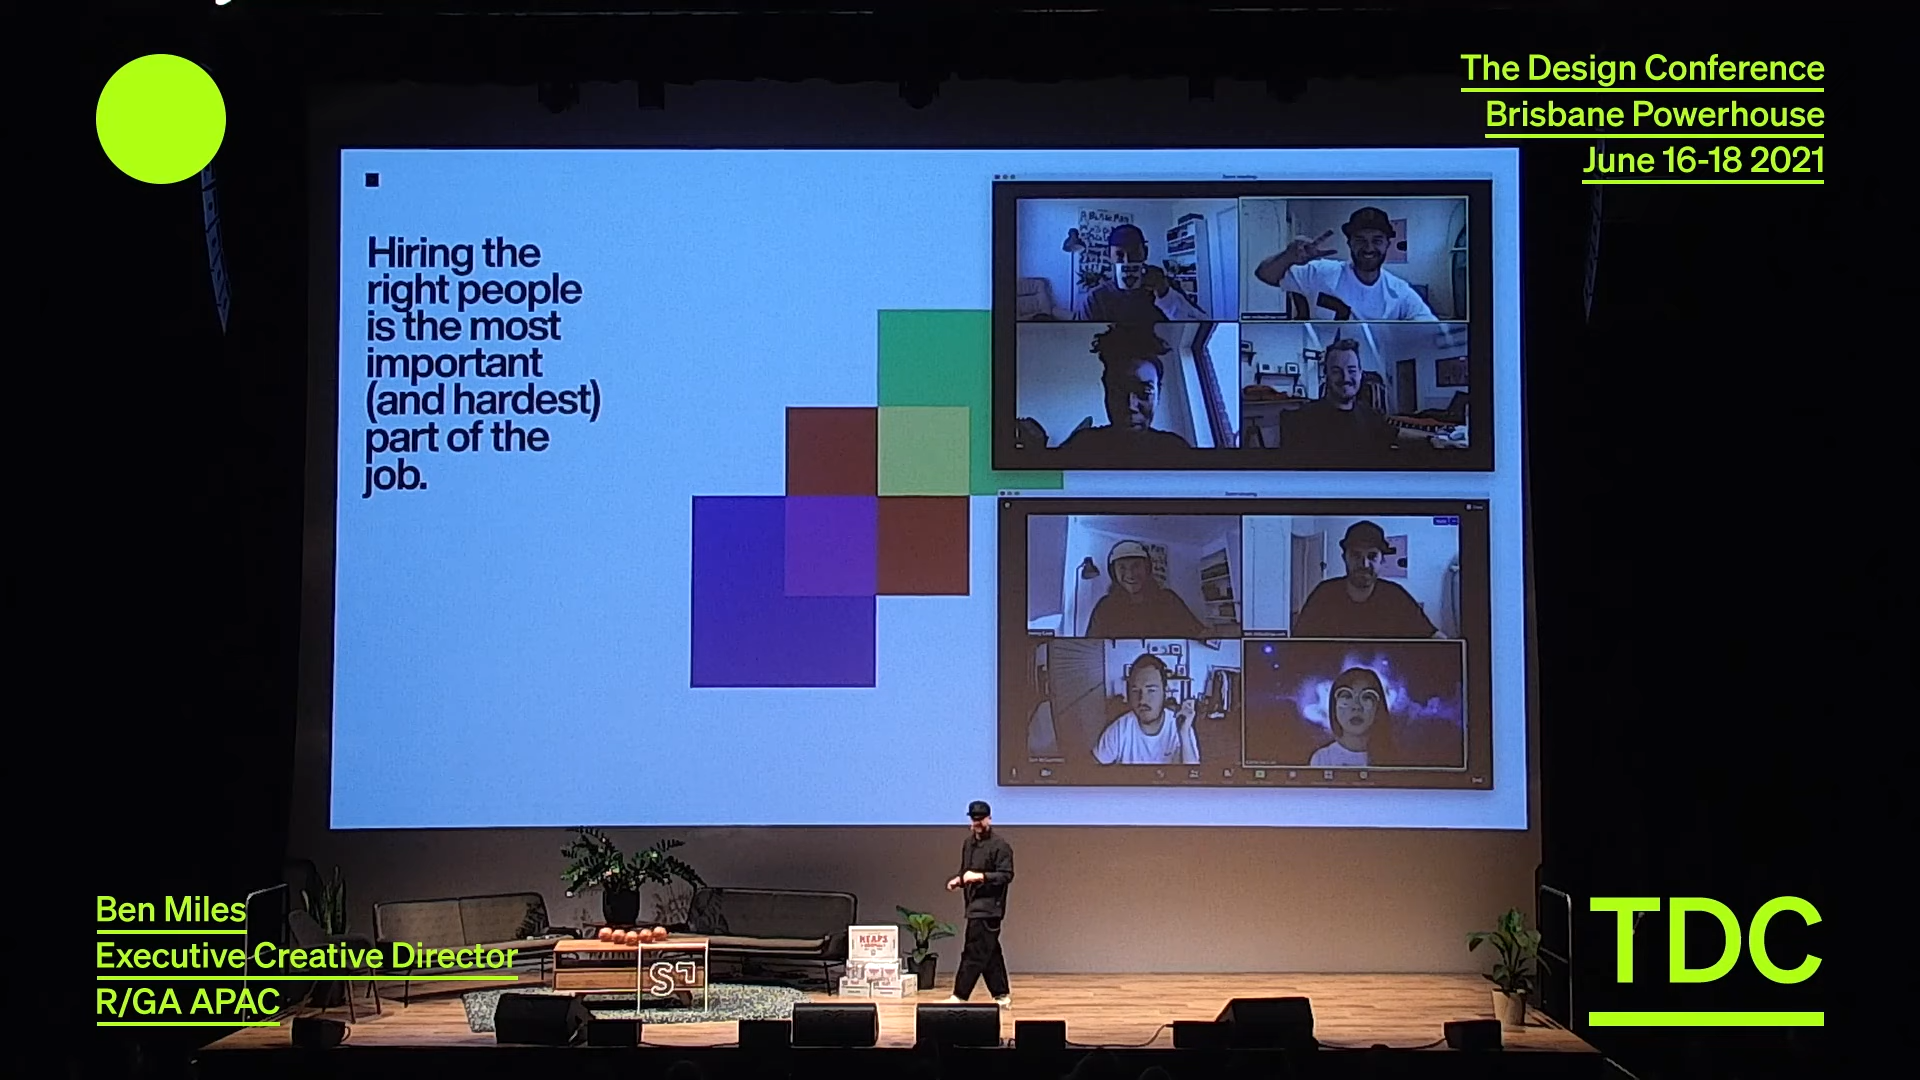 The Design Conference
Brisbane Powerhouse
June 16-18 2021
Hiring the
right people
is the most
important
(and hardest)
part of the
job.
Ben Miles
Executive Creative Director
R/GA APAC
HEAPS
TDC